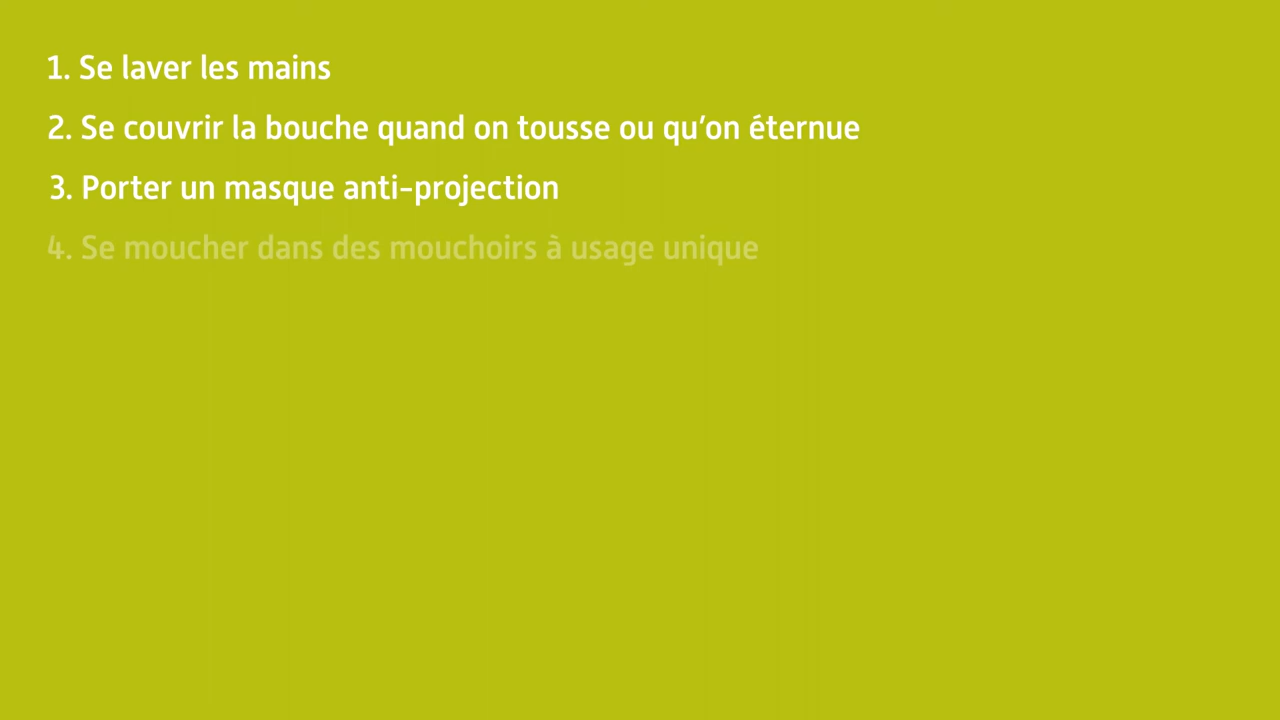 1. Se laver les mains
2. Se couvrir la bouche quand on tousse ou qu’on éternue
3. Porter un masque anti-projection
4. Se moucher dans des mouchoirs à usage unique